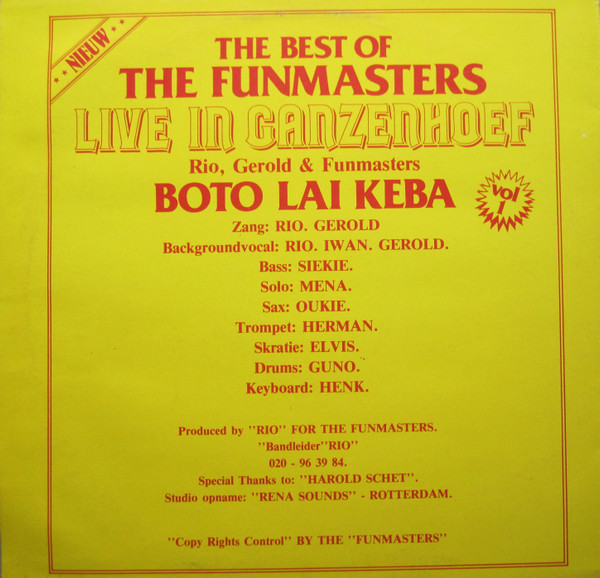 NIEUW
THE BEST OF
THE FUNMASTERS
LIVE IN GANZENHOEF
Rio, Gerold & Funmasters
BOTO LAI KEBA
vol
1
Zang: RIO. GEROLD
Backgroundvocal: RIO. IWAN. GEROLD.
Bass: SIEKIE.
Solo: MENA.
Sax: OUKIE.
Trompet: HERMAN.
Skratie: ELVIS.
Drums: GUNO.
Keyboard: HENK.
Produced by "RIO" FOR THE FUNMASTERS.
"Bandleider"RIO"
020 - 96 39 84.
Special Thanks to: "HAROLD SCHET".
Studio opname: "RENA SOUNDS" - ROTTERDAM.
"Copy Rights Control" BY THE "FUNMASTERS"